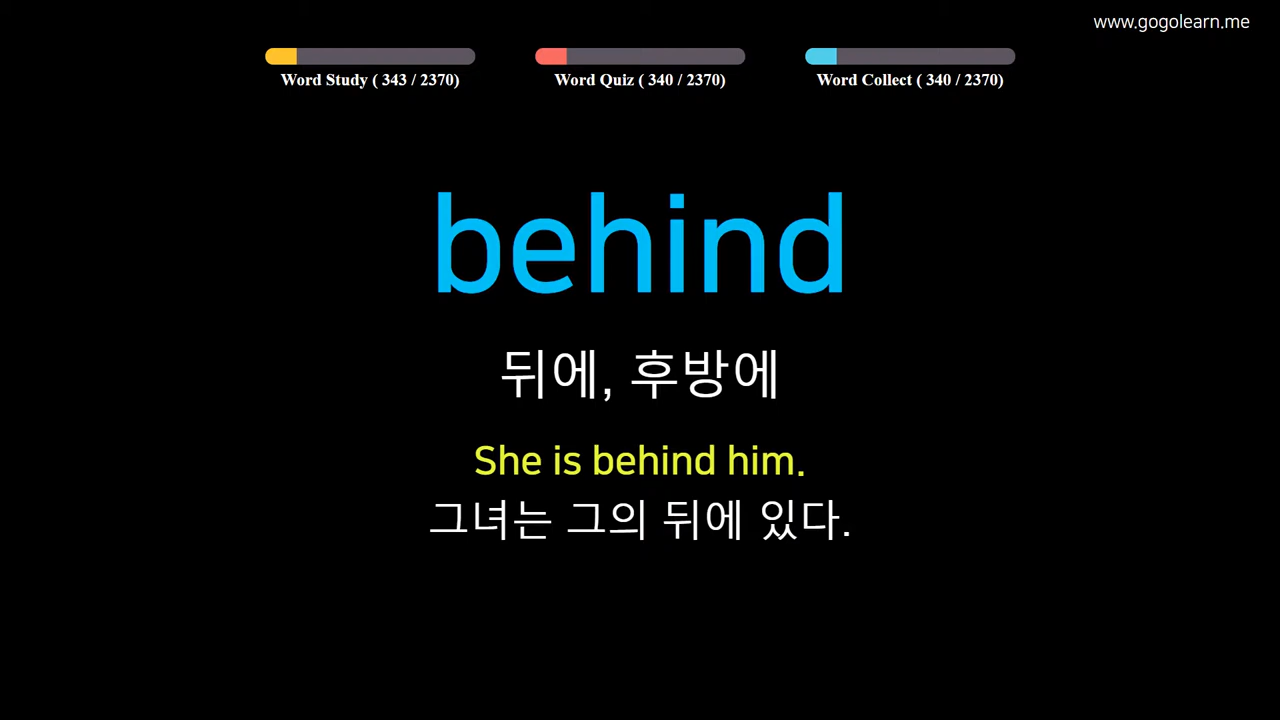 www.gogolearn.me
Word Study ( 343 / 2370)
Word Quiz ( 340 / 2370)
Word Collect ( 340 / 2370)
behind
뒤에, 후방에
She is behind him.
그녀는 그의 뒤에 있다.